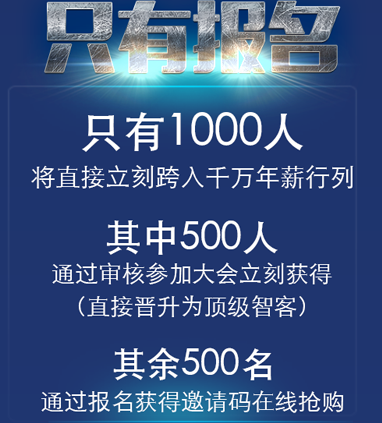 只有报名
只有1000人
将直接立刻跨入千万年薪行列
其中500人
通过审核参加大会立刻获得
（直接晋升为顶级智客）
其余500名
通过报名获得邀请码在线抢购